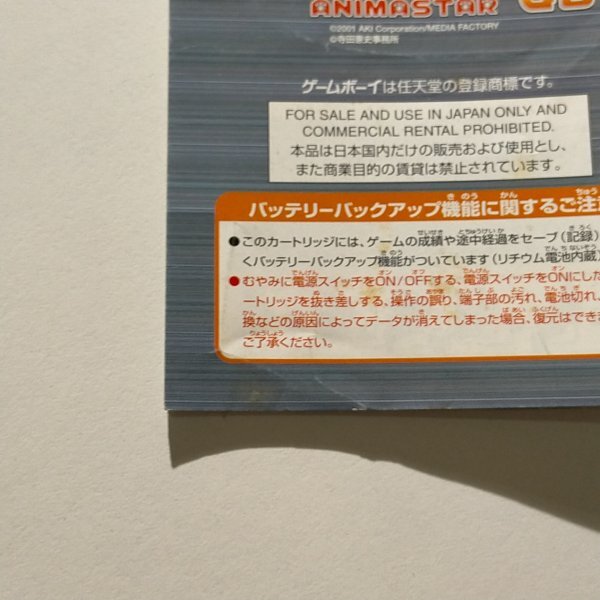 ANIMASTAR GB
©2001 AKI Corporation/MEDIA FACTORY
©寺田憲史事務所
ゲームボーイは任天堂の登録商標です。
FOR SALE AND USE IN JAPAN ONLY AND
COMMERCIAL RENTAL PROHIBITED.
本品は日本国内だけの販売および使用とし、
また商業目的の賃貸は禁止されています。
バッテリーバックアップ機能に関するご注
●このカートリッジには、ゲームの成績や途中経過をセーブ(記録)
くバッテリーバックアップ機能がついています(リチウム電池内蔵)
●むやみに電源スイッチをON/OFFする、電源スイッチをONにした
ートリッジを抜き差しする、操作の誤り、端子部の汚れ、電池切れ、
換などの原因によってデータが消えてしまった場合、復元はでき
ご了承ください。